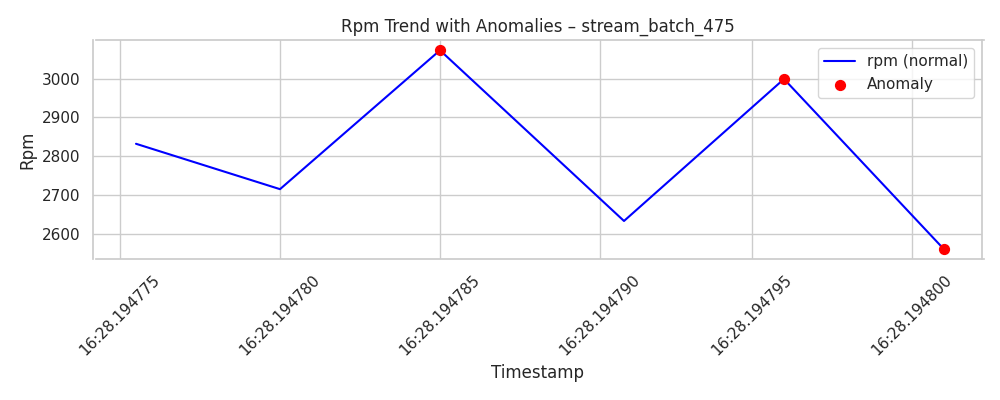 Rpm Trend with Anomalies – stream_batch_475
rpm (normal)
Anomaly
Rpm
3000
2900
2800
2700
2600
16:28.194775
16:28.194780
16:28.194785
16:28.194790
16:28.194795
16:28.194800
Timestamp